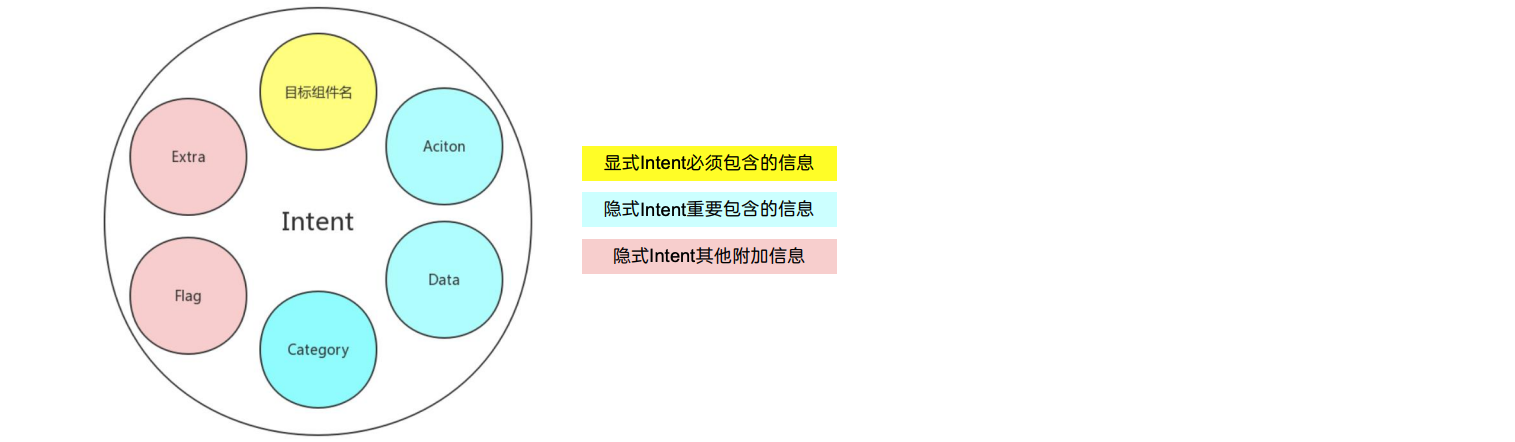 目标组件名
Extra
Aciton
Intent
Flag
Data
Category
显式Intent必须包含的信息
隐式Intent重要包含的信息
隐式Intent其他附加信息